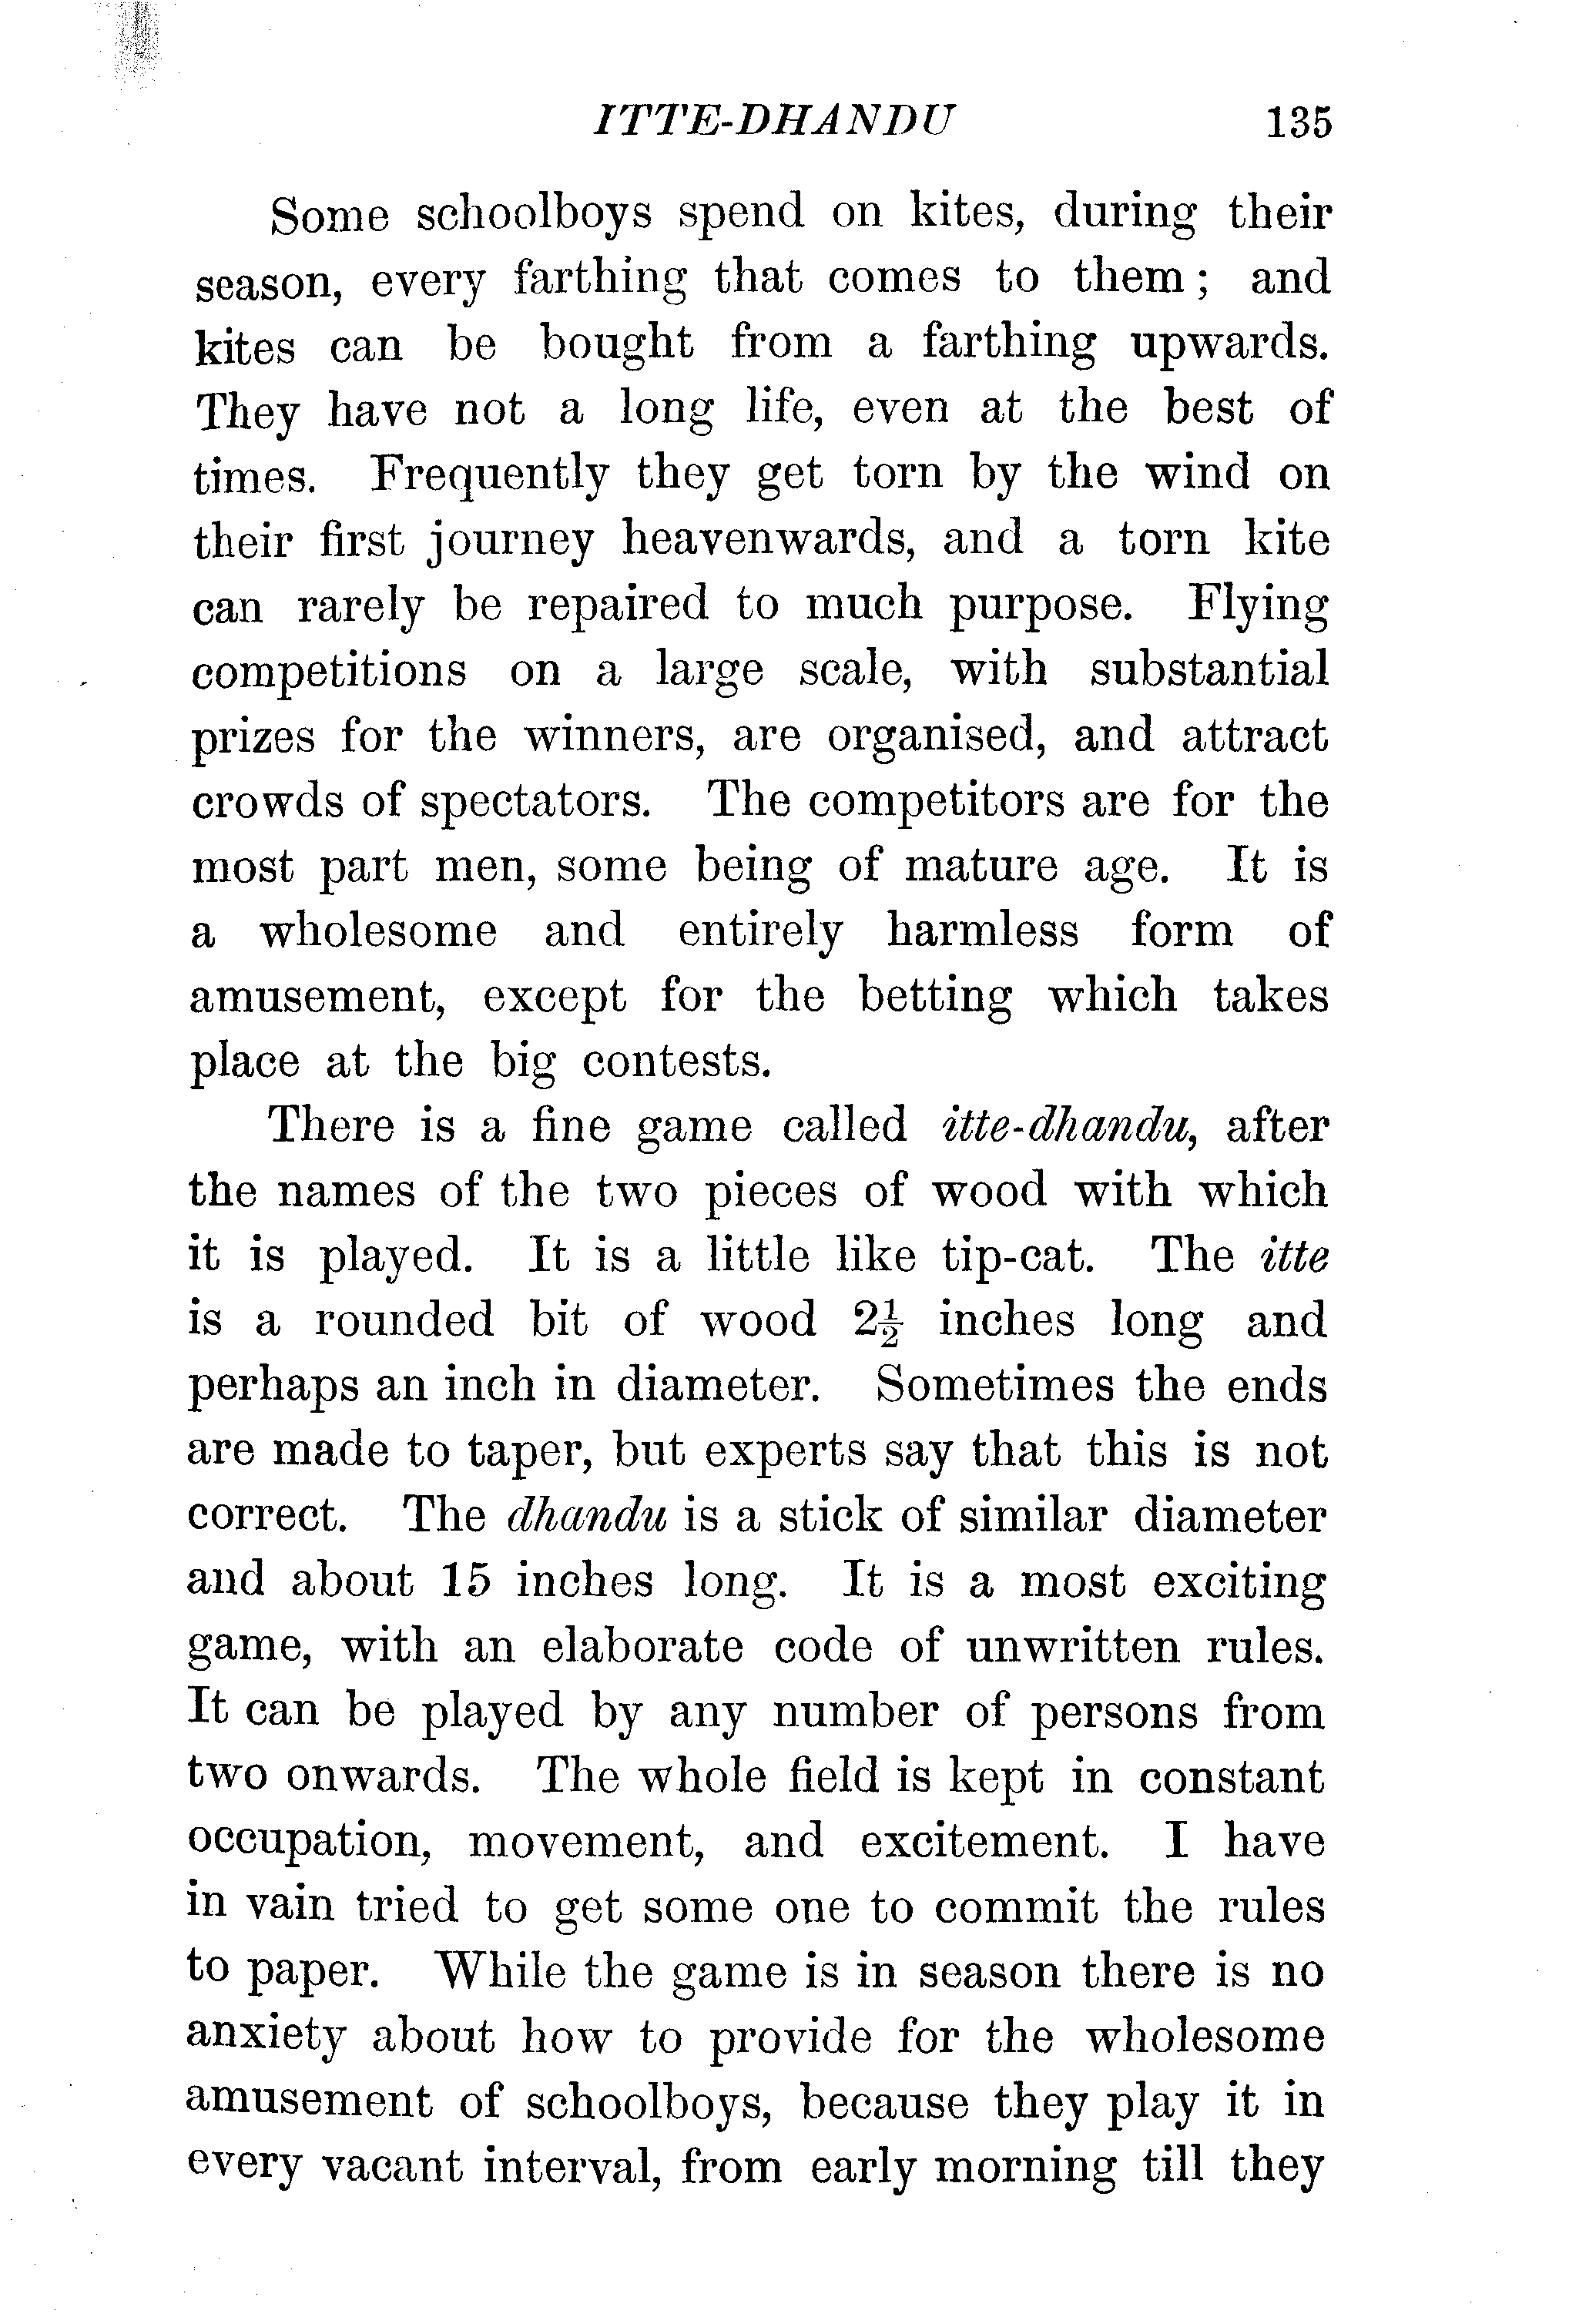 ITTE-DHANDU 135
Some schoolboys spend on kites, during their
season, every farthing that comes to them; and
kites can be bought from a farthing upwards.
They have not a long life, even at the best of
times. Frequently they get torn by the wind on
their first journey heavenwards, and a torn kite
can rarely be repaired to much purpose. Flying
competitions on a large scale, with substantial
prizes for the winners, are organised, and attract
crowds of spectators. The competitors are for the
most part men, some being of mature age. It is
a wholesome and entirely harmless form of
amusement, except for the betting which takes
place at the big contests.
There is a fine game called itte-dhandu, after
the names of the two pieces of wood with which
it is played. It is a little like tip-cat. The itte
is a rounded bit of wood 2½ inches long and
perhaps an inch in diameter. Sometimes the ends
are made to taper, but experts say that this is not
correct. The dhandu is a stick of similar diameter
and about 15 inches long. It is a most exciting
game, with an elaborate code of unwritten rules.
It can be played by any number of persons from
two onwards. The whole field is kept in constant
occupation, movement, and excitement. I have
in vain tried to get some one to commit the rules
to paper. While the game is in season there is no
anxiety about how to provide for the wholesome
amusement of schoolboys, because they play it in
every vacant interval, from early morning till they